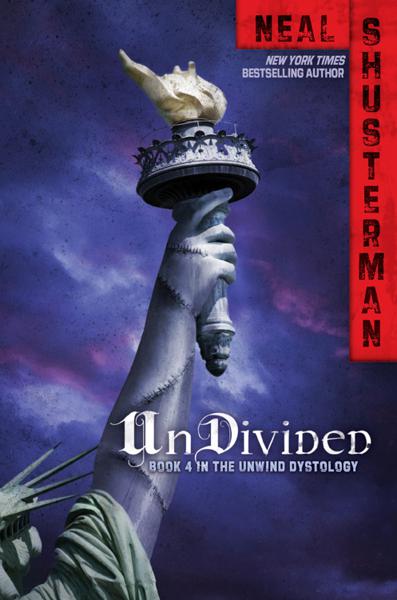 NEAL
SHUSTERMAN
NEW YORK TIMES
BESTSELLING AUTHOR
UnDivided
BOOK 4 IN THE UNWIND DYSTOLOGY